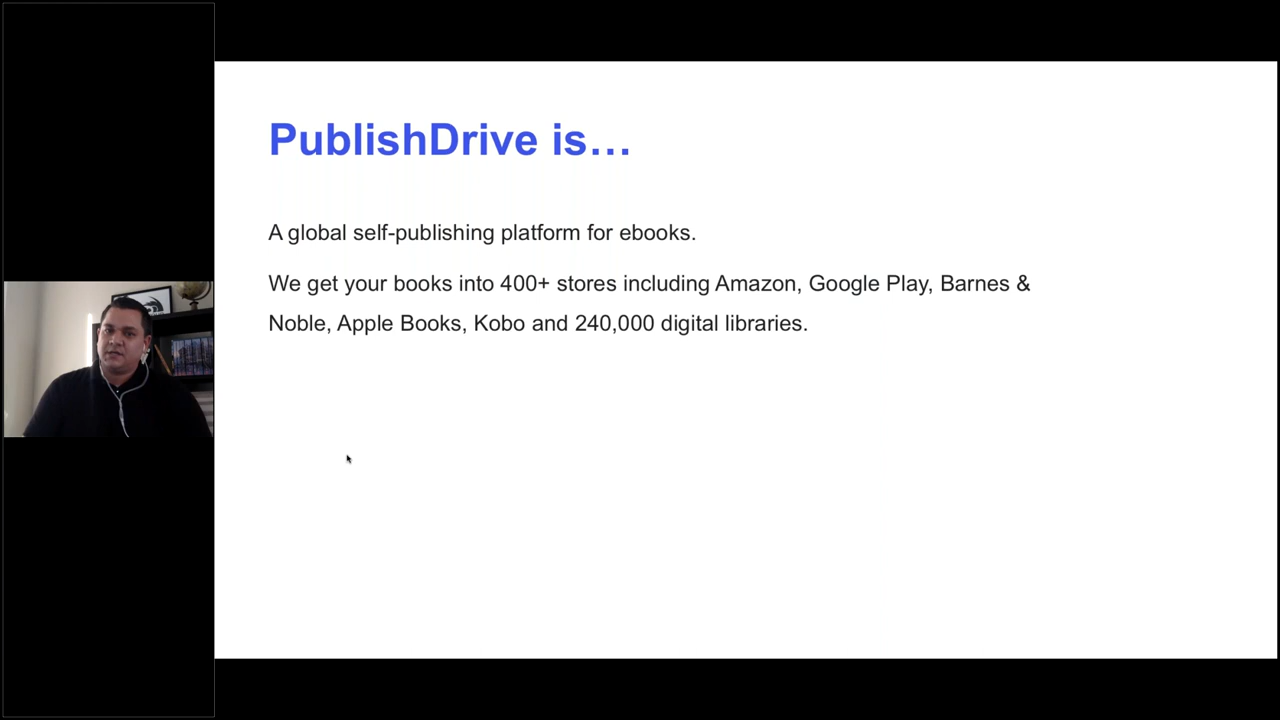 PublishDrive is…
A global self-publishing platform for ebooks.
We get your books into 400+ stores including Amazon, Google Play, Barnes &
Noble, Apple Books, Kobo and 240,000 digital libraries.